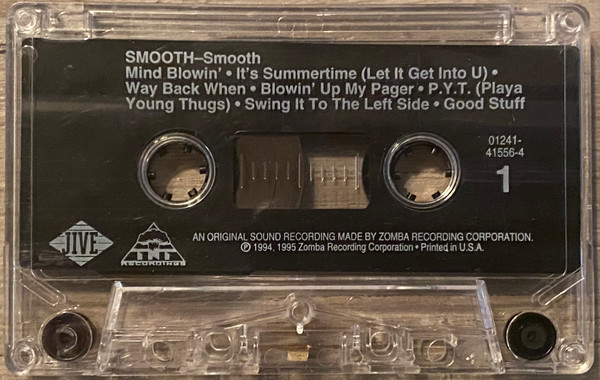 SMOOTH–Smooth
Mind Blowin' • It's Summertime (Let It Get Into U) •
Way Back When • Blowin' Up My Pager • P.Y.T. (Playa
Young Thugs) • Swing It To The Left Side • Good Stuff
01241-
41556-4
1
JIVE
TNT
RECORDINGS
AN ORIGINAL SOUND RECORDING MADE BY ZOMBA RECORDING CORPORATION.
℗ 1994, 1995 Zomba Recording Corporation • Printed in U.S.A.